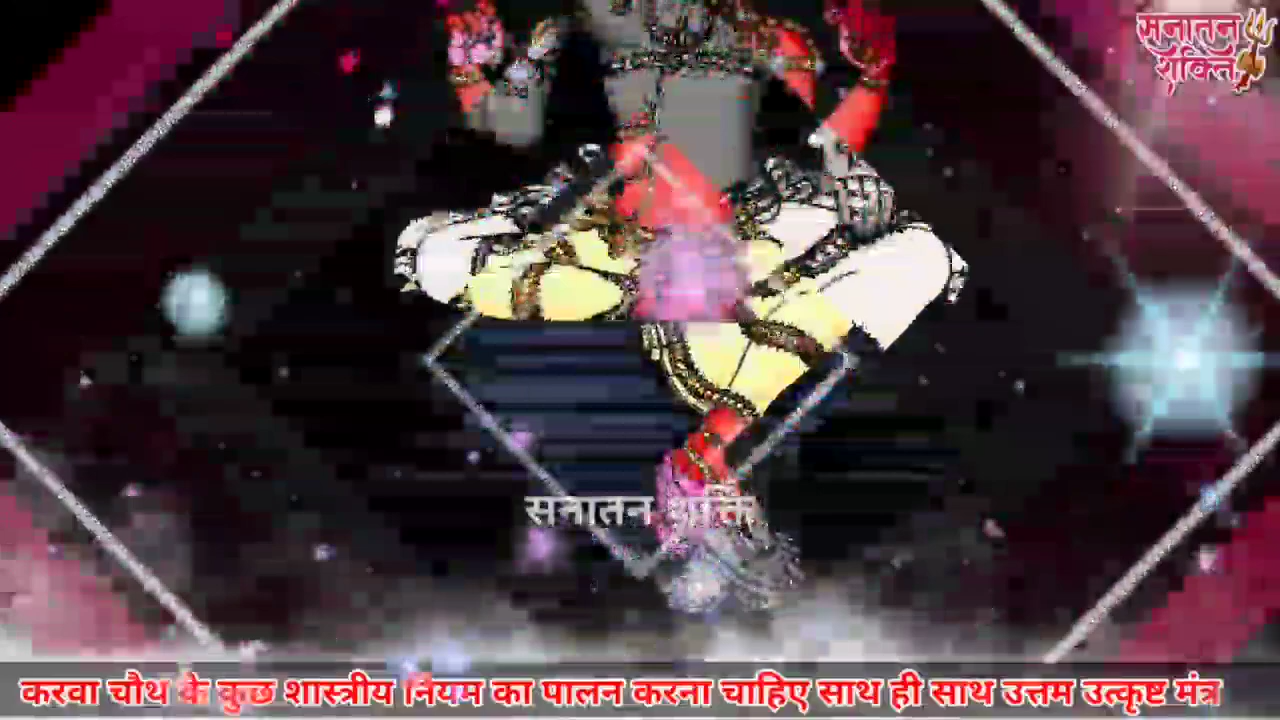 सनातन
शक्ति
सनातन शक्ति
करवा चौथ के कुछ शास्त्रीय नियम का पालन करना चाहिए साथ ही साथ उत्तम उत्कृष्ट मंत्र